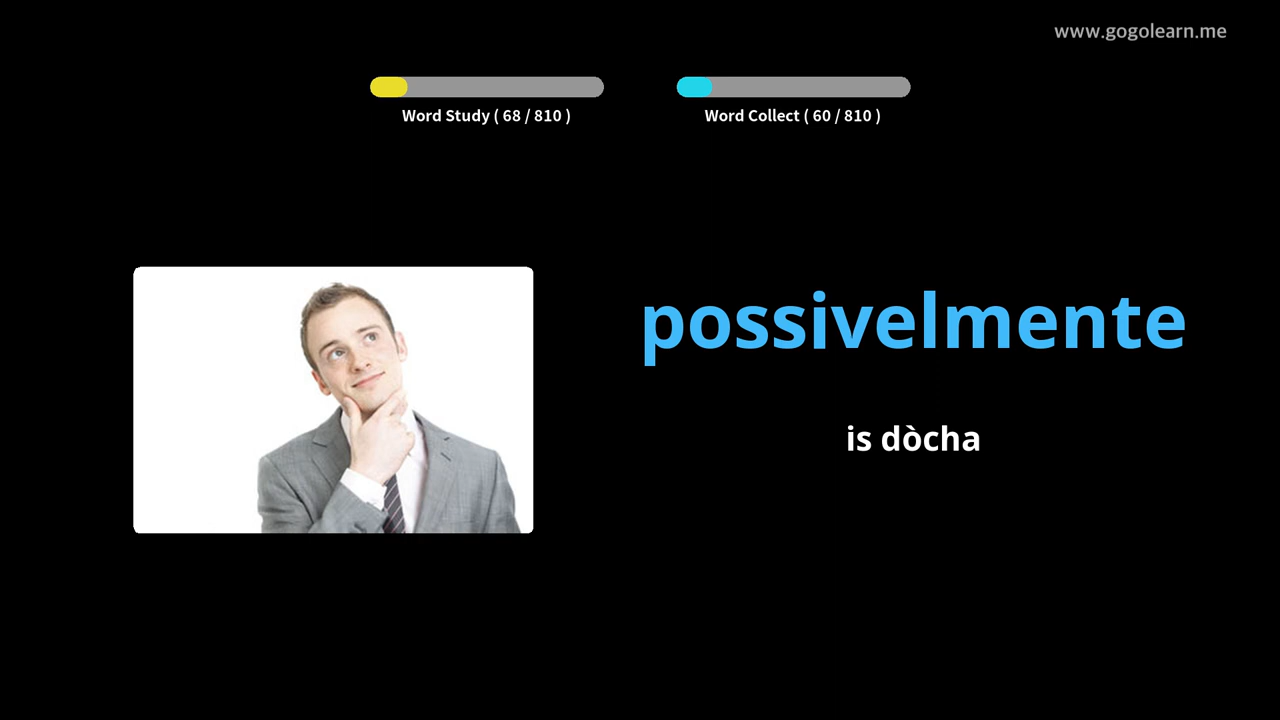 www.gogolearn.me
Word Study ( 68 / 810 )
Word Collect ( 60 / 810 )
possivelmente
is dòcha